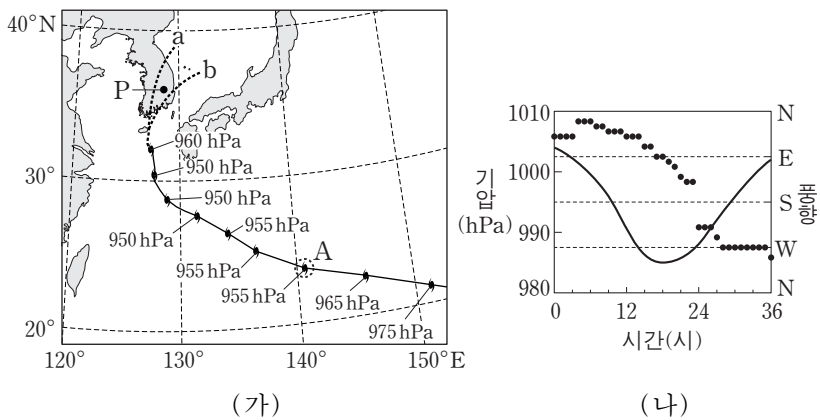 40°N
30°
20°
120°
130°
140°
150°E
a
b
P
A
960 hPa
950 hPa
950 hPa
950 hPa
955 hPa
955 hPa
955 hPa
965 hPa
975 hPa
(가)
1010
1000
990
980
기압
(hPa)
N
E
S
W
N
풍향
0
12
24
36
시간(시)
(나)